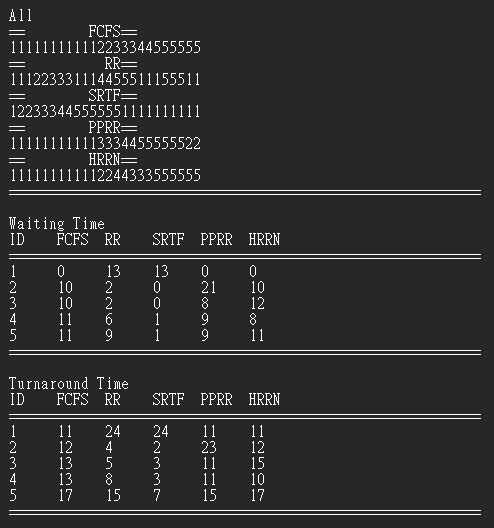 All
==        FCFS==
111111111112233344555555
==          RR==
111223331114455511155511
==        SRTF==
122333445555551111111111
==        PPRR==
111111111113334455555522
==        HRRN==
111111111112244333555555
===========================================================
Waiting Time
ID    FCFS  RR    SRTF  PPRR  HRRN
===========================================================
1     0     13    13    0     0
2     10    2     0     21    10
3     10    2     0     8     12
4     11    6     1     9     8
5     11    9     1     9     11
===========================================================
Turnaround Time
ID    FCFS  RR    SRTF  PPRR  HRRN
===========================================================
1     11    24    24    11    11
2     12    4     2     23    12
3     13    5     3     11    15
4     13    8     3     11    10
5     17    15    7     15    17
===========================================================